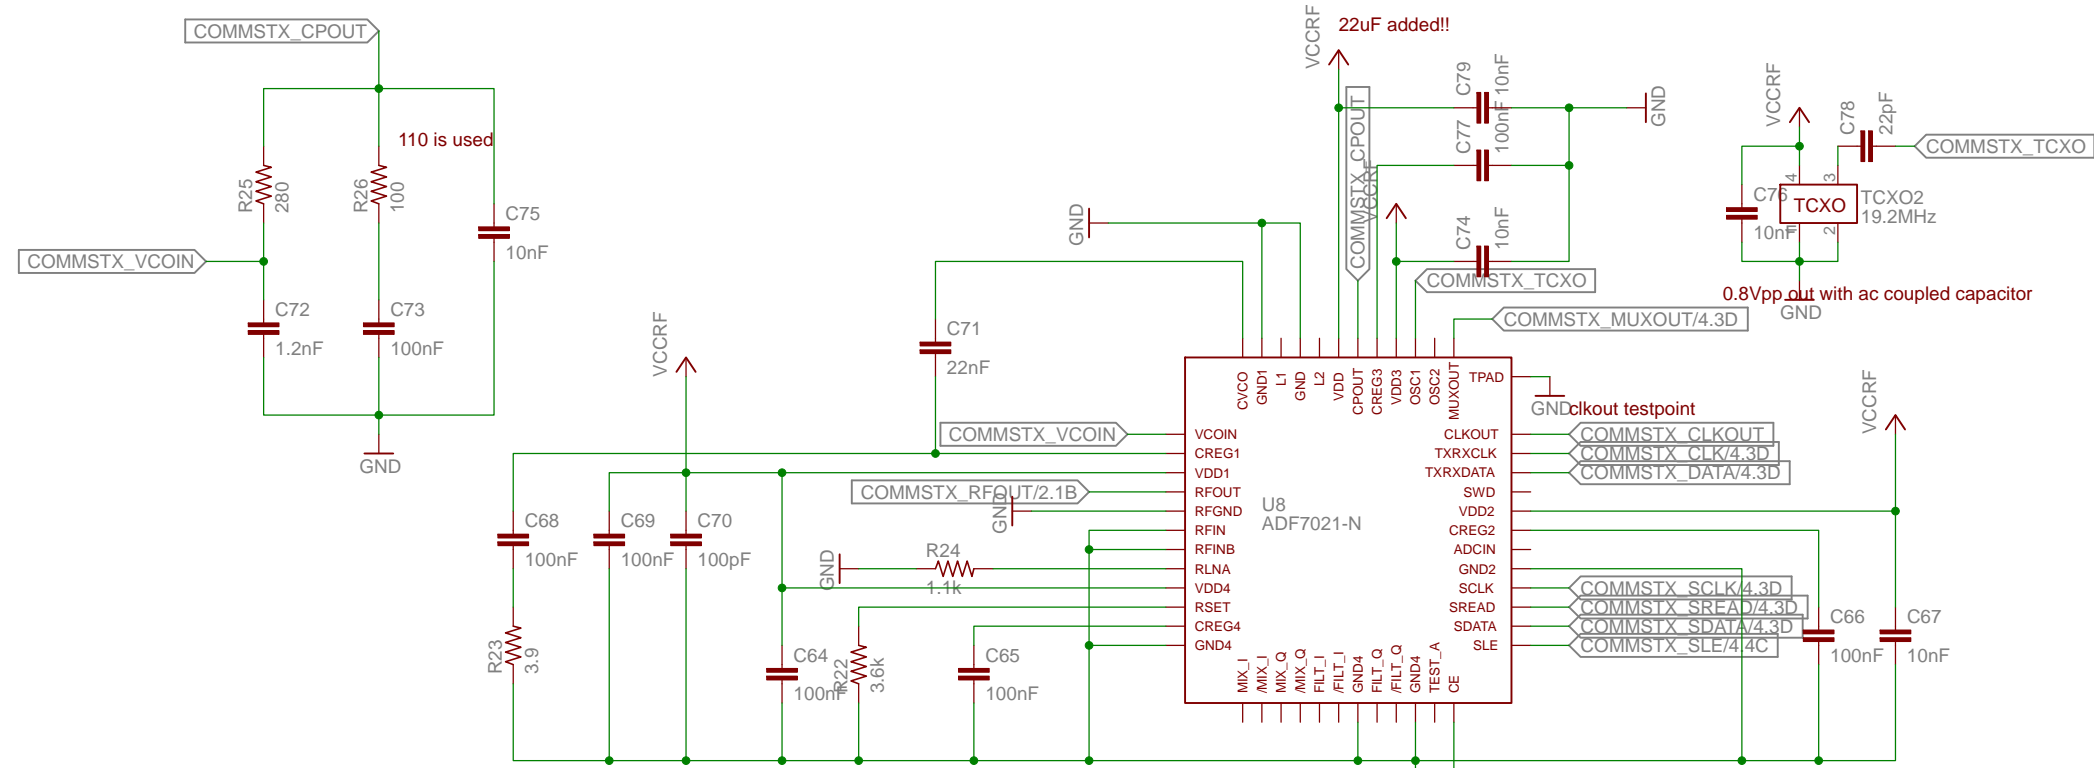 COMMSTX_CPOUT
110 is used
R25
280
R26
100
C75
10nF
COMMSTX_VCOIN
C72
1.2nF
C73
100nF
GND
VCCRF
22uF added!!
COMMSTX_CPOUT
C79
10nF
C77
100nF
GND
VCCRF
C74
10nF
GND
COMMSTX_TCXO
COMMSTX_MUXOUT/4.3D
VCCRF
C78
22pF
COMMSTX_TCXO
C76
10nF
4
3
TCXO
1
2
TCXO2
19.2MHz
0.8Vpp out with ac coupled capacitor
GND
C71
22nF
VCCRF
CVCO
GND1
L1
GND
L2
VDD
CPOUT
CREG3
VDD3
OSC1
OSC2
MUXOUT
TPAD
GND
clkout testpoint
COMMSTX_VCOIN
VCOIN
CREG1
VDD1
RFOUT
RFGND
RFIN
RFINB
RLNA
VDD4
RSET
CREG4
GND4
COMMSTX_RFOUT/2.1B
GND
U8
ADF7021-N
CLKOUT
TXRXCLK
TXRXDATA
SWD
VDD2
CREG2
ADCIN
GND2
SCLK
SREAD
SDATA
SLE
COMMSTX_CLKOUT
COMMSTX_CLK/4.3D
COMMSTX_DATA/4.3D
VCCRF
COMMSTX_SCLK/4.3D
COMMSTX_SREAD/4.3D
COMMSTX_SDATA/4.3D
COMMSTX_SLE/4.4C
C66
100nF
C67
10nF
C68
100nF
C69
100nF
C70
100pF
GND
R24
1.1k
R23
3.9
C64
100nF
R22
3.6k
C65
100nF
MIX_I
/MIX_I
MIX_Q
/MIX_Q
FILT_I
/FILT_I
GND4
FILT_Q
/FILT_Q
GND4
TEST_A
CE